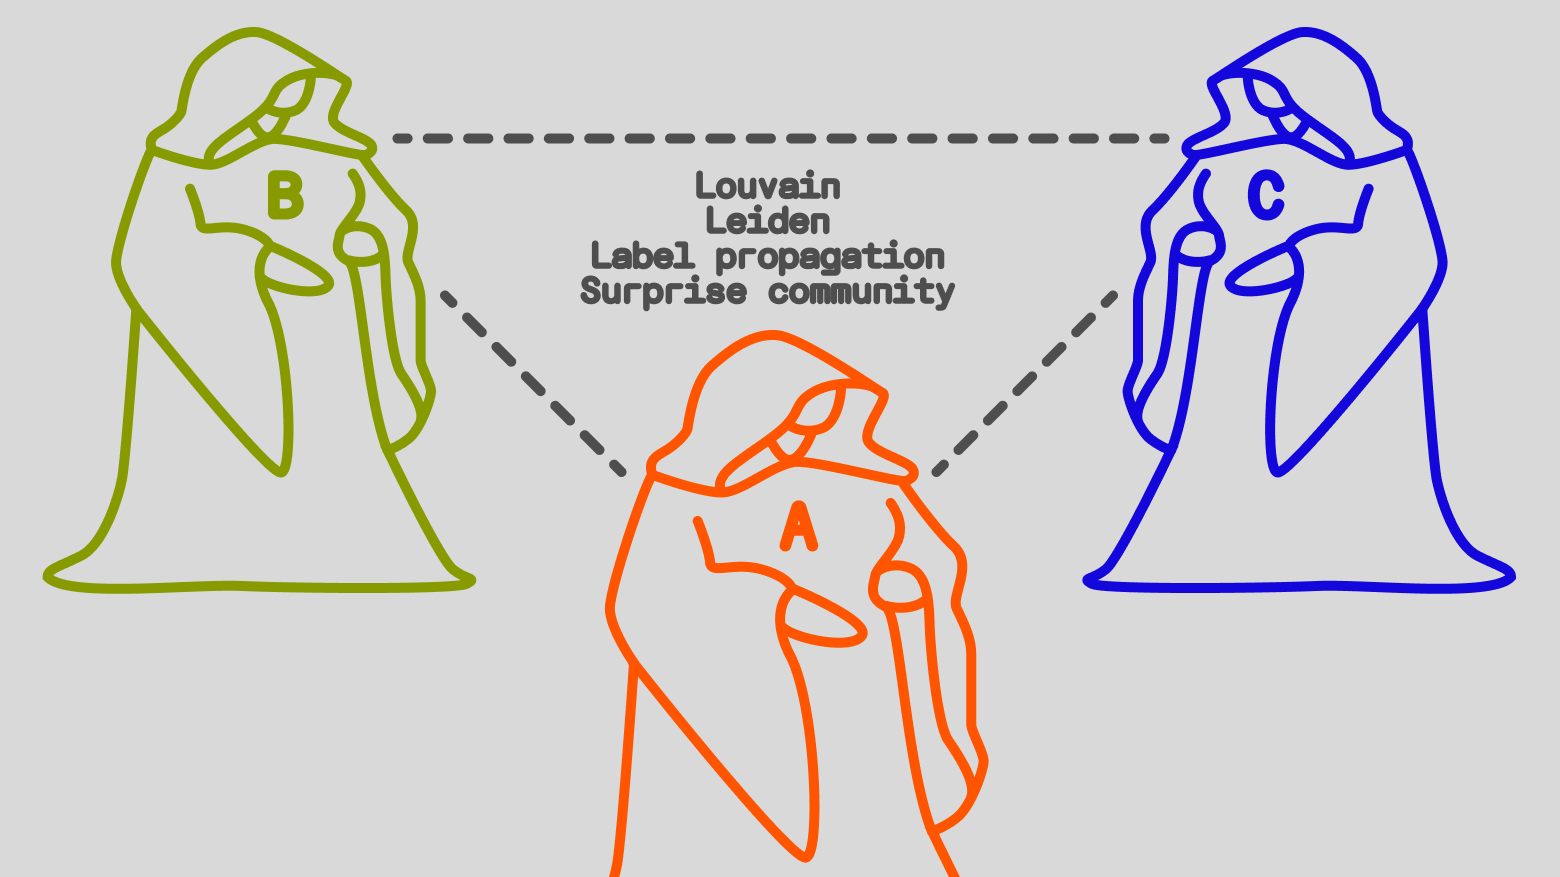 B
C
Louvain
Leiden
Label propagation
Surprise community
A